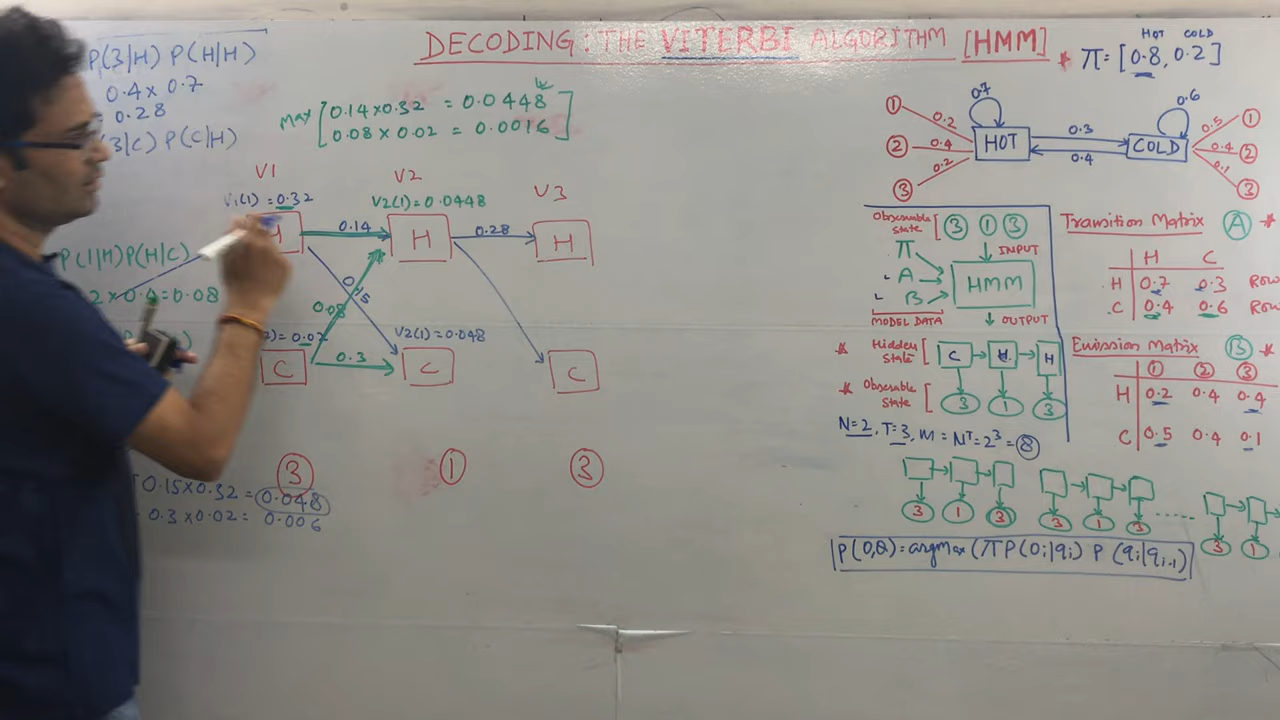 DECODING: THE VITERBI ALGORITHM [HMM]
HOT COLD
* π: [0.8, 0.2]
P(3|H) P(H|H)
0.4 x 0.7
0.28
(3|C) P(C|H)
Max
0.14 x 0.32 = 0.0448
0.08 x 0.02 = 0.0016
V1
V2
V3
V1(1) = 0.32
V2(1) = 0.0448
H
0.14
H
0.28
H
0.15
0.08
P(1|H)P(H|C)
2 x 0.4 = 0.08
2) = 0.02
V2(1) = 0.048
C
0.3
C
C
3
1
3
0.15 x 0.32 = 0.048
0.3 x 0.02 = 0.006
0.7
0.6
1
0.2
0.5
1
2
0.4
HOT
0.3
0.4
COLD
0.4
2
3
0.2
0.1
3
Observable State
3 1 3
INPUT
π
A
B
HMM
MODEL DATA
OUTPUT
* Hidden State
C
H
H
* Observable State
3
1
3
N=2, T=3, m = N^T = 2^3 = 8
Transition Matrix A *
H C
H 0.7 0.3 Row
C 0.4 0.6 Row
Emission Matrix B *
1 2 3
H 0.2 0.4 0.4
C 0.5 0.4 0.1
3 1 3
3 1 3
.....
3 1
P(O,Q) = argmax (π P(Oi|qi) P(qi|qi-1)